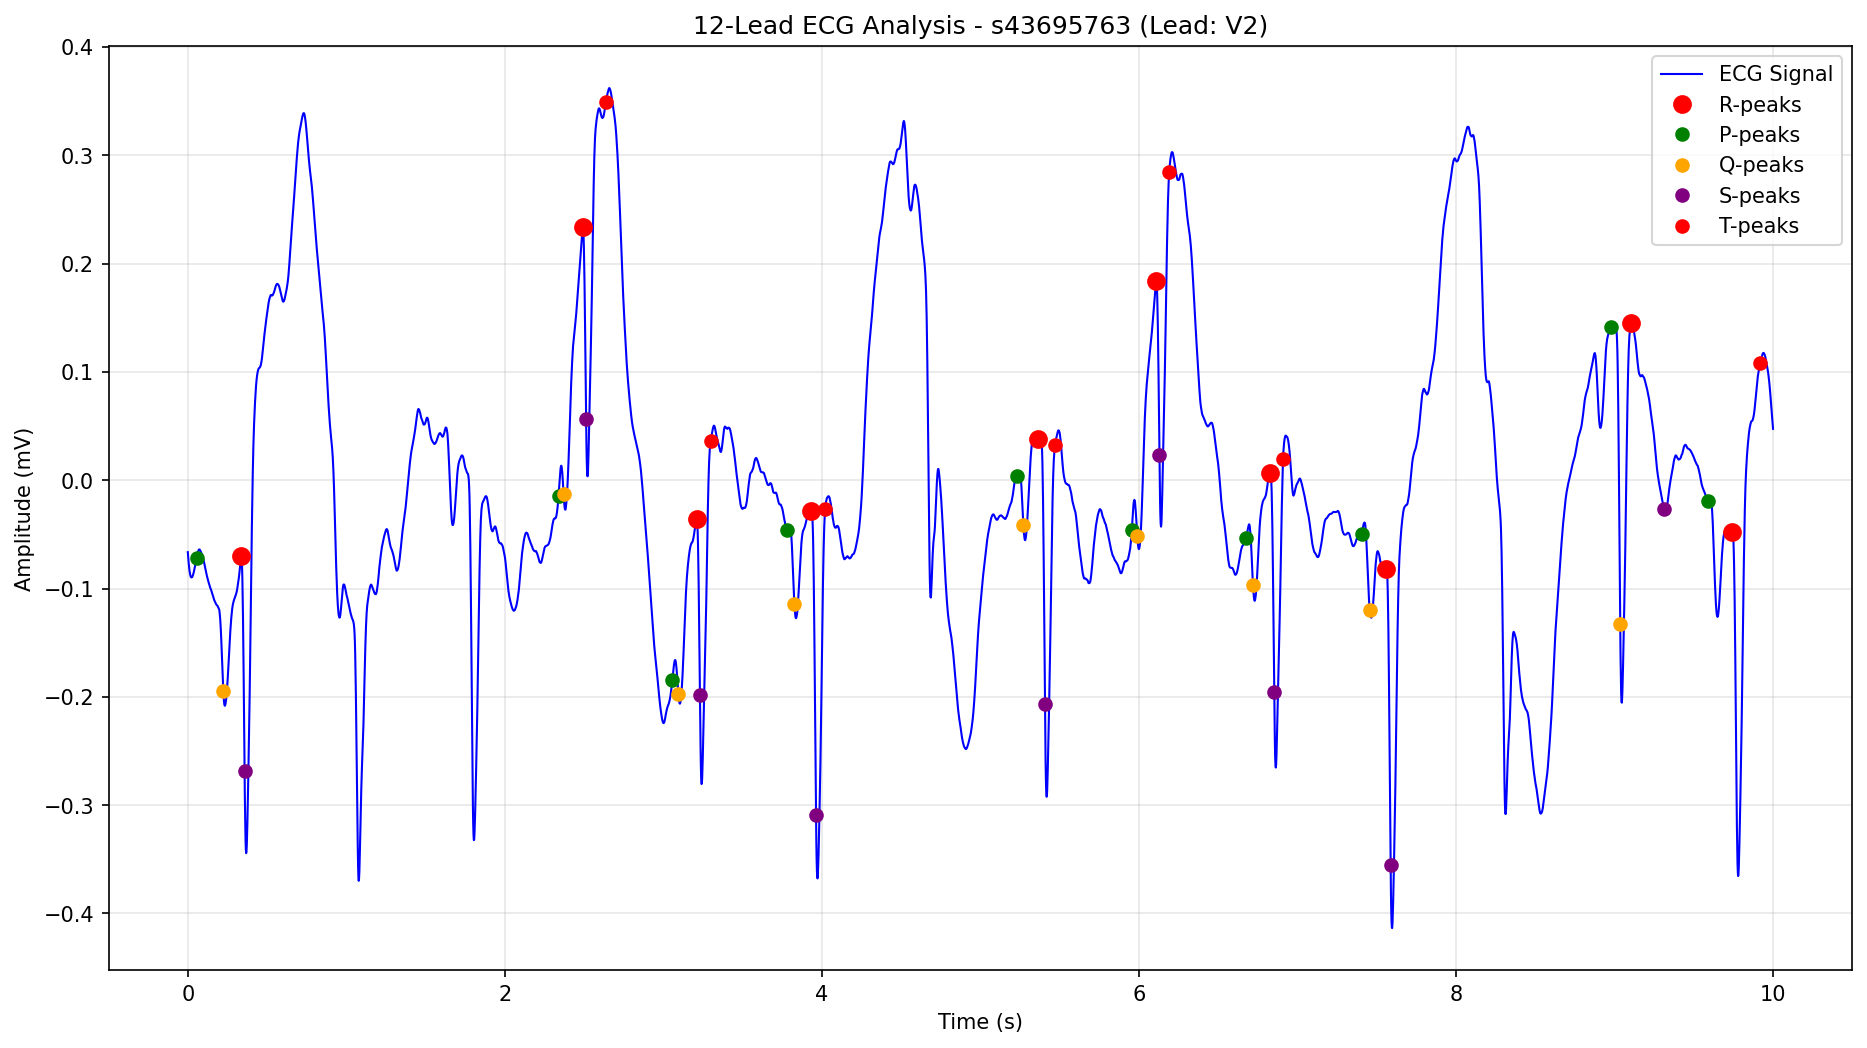 12-Lead ECG Analysis - s43695763 (Lead: V2)
ECG Signal
R-peaks
P-peaks
Q-peaks
S-peaks
T-peaks
Amplitude (mV)
0.4
0.3
0.2
0.1
0.0
−0.1
−0.2
−0.3
−0.4
0 2 4 6 8 10
Time (s)